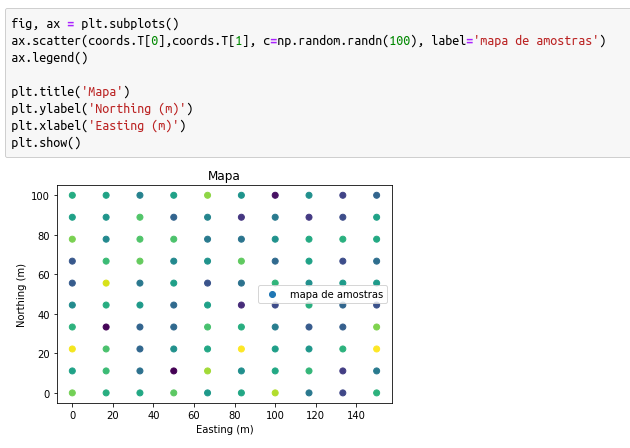 fig, ax = plt.subplots()
ax.scatter(coords.T[0],coords.T[1], c=np.random.randn(100), label='mapa de amostras')
ax.legend()
plt.title('Mapa')
plt.ylabel('Northing (m)')
plt.xlabel('Easting (m)')
plt.show()
Mapa
100
80
60
40
20
0
Northing (m)
mapa de amostras
0 20 40 60 80 100 120 140
Easting (m)